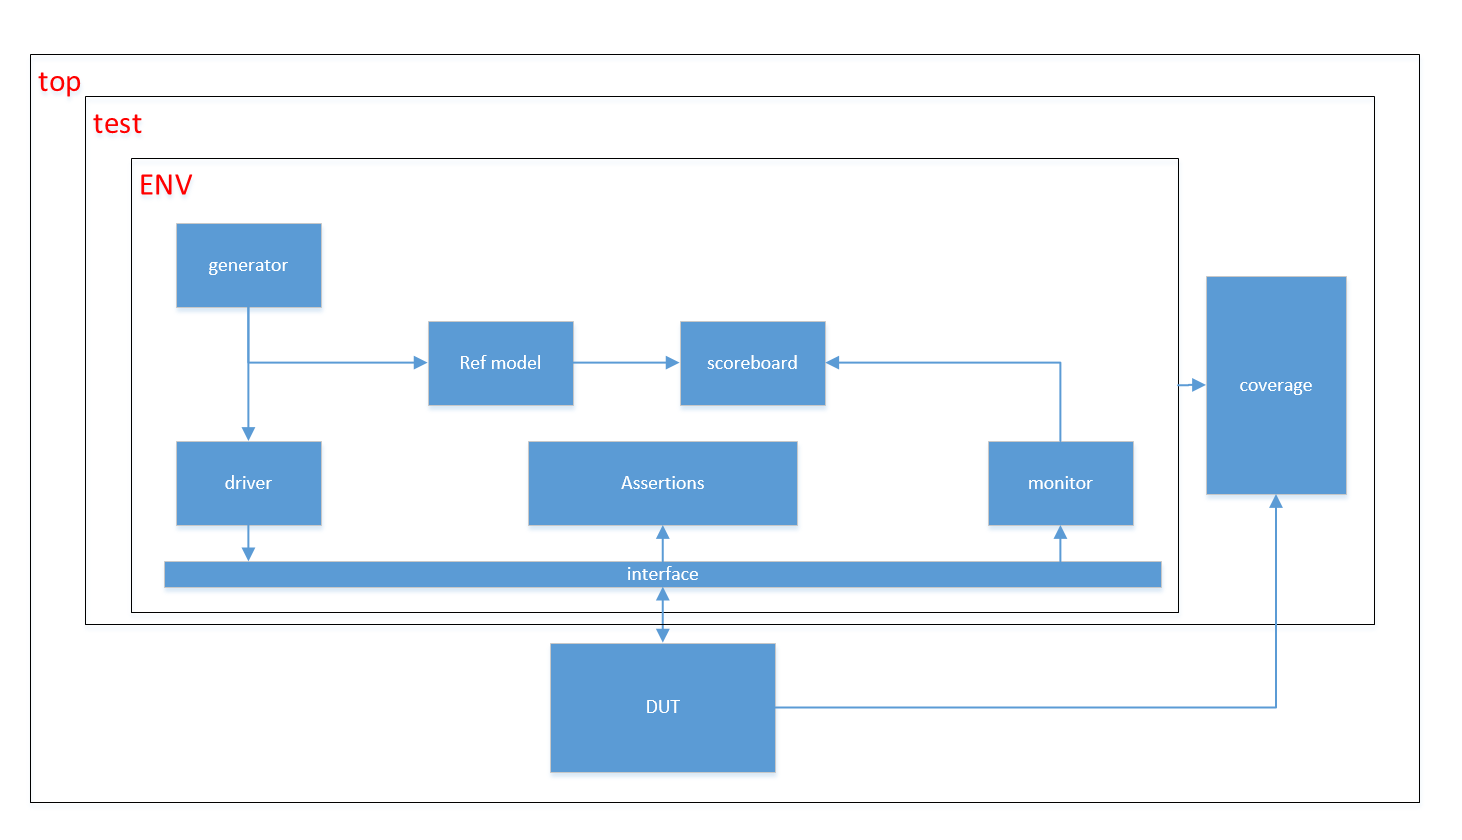 top
test
ENV
generator
Ref model
scoreboard
coverage
driver
Assertions
monitor
interface
DUT